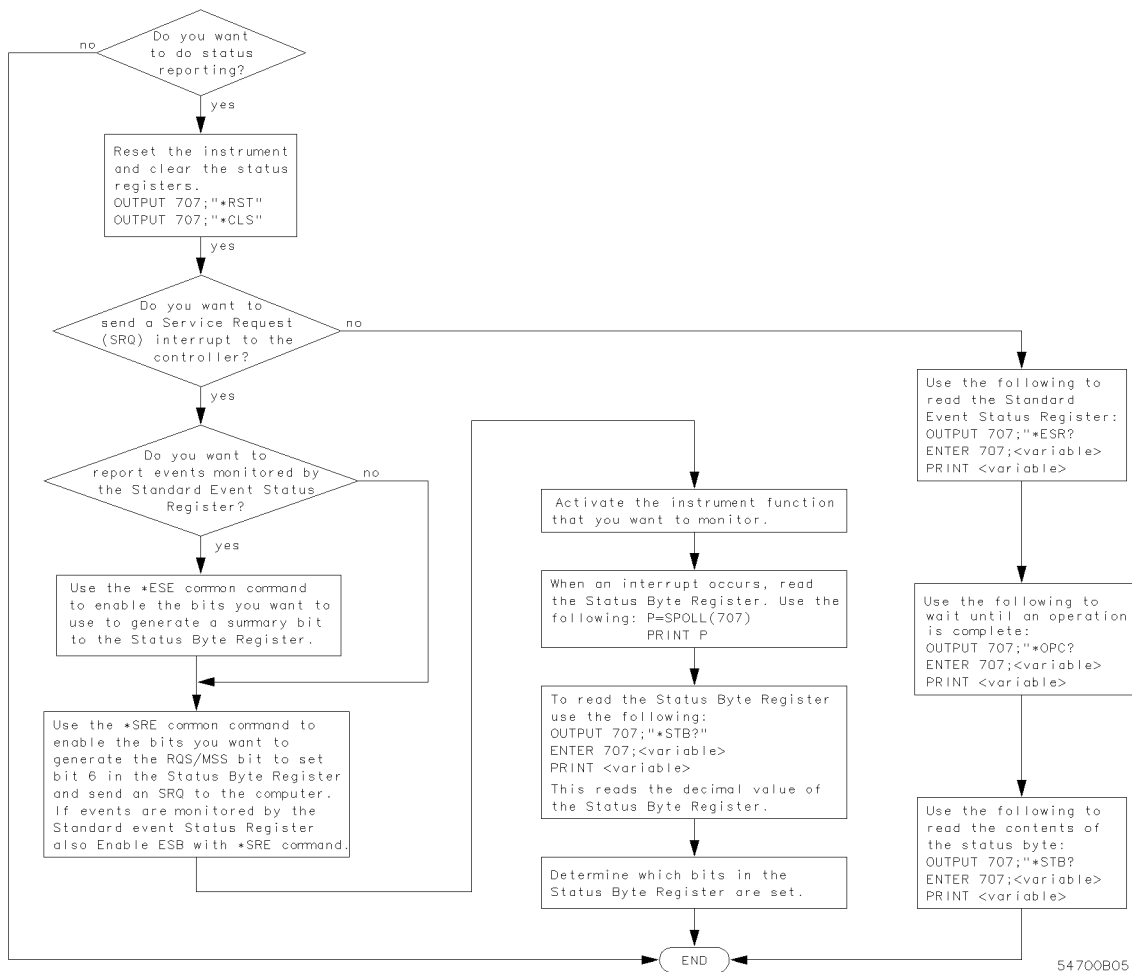 Do you want
to do status
reporting?
no
yes
Reset the instrument
and clear the status
registers.
OUTPUT 707;"*RST"
OUTPUT 707;"*CLS"
yes
Do you want to
send a Service Request
(SRQ) interrupt to the
controller?
no
yes
Do you want to
report events monitored by
the Standard Event Status
Register?
no
yes
Use the *ESE common command
to enable the bits you want to
use to generate a summary bit
to the Status Byte Register.
Use the *SRE common command to
enable the bits you want to
generate the RQS/MSS bit to set
bit 6 in the Status Byte Register
and send an SRQ to the computer.
If events are monitored by the
Standard event Status Register
also Enable ESB with *SRE command.
Activate the instrument function
that you want to monitor.
When an interrupt occurs, read
the Status Byte Register. Use the
following: P=SPOLL(707)
PRINT P
To read the Status Byte Register
use the following:
OUTPUT 707;"*STB?"
ENTER 707;<variable>
PRINT <variable>
This reads the decimal value of
the Status Byte Register.
Determine which bits in the
Status Byte Register are set.
Use the following to
read the Standard
Event Status Register:
OUTPUT 707;"*ESR?
ENTER 707;<variable>
PRINT <variable>
Use the following to
wait until an operation
is complete:
OUTPUT 707;"*OPC?
ENTER 707;<variable>
PRINT <variable>
Use the following to
read the contents of
the status byte:
OUTPUT 707;"*STB?
ENTER 707;<variable>
PRINT <variable>
END
54700B05